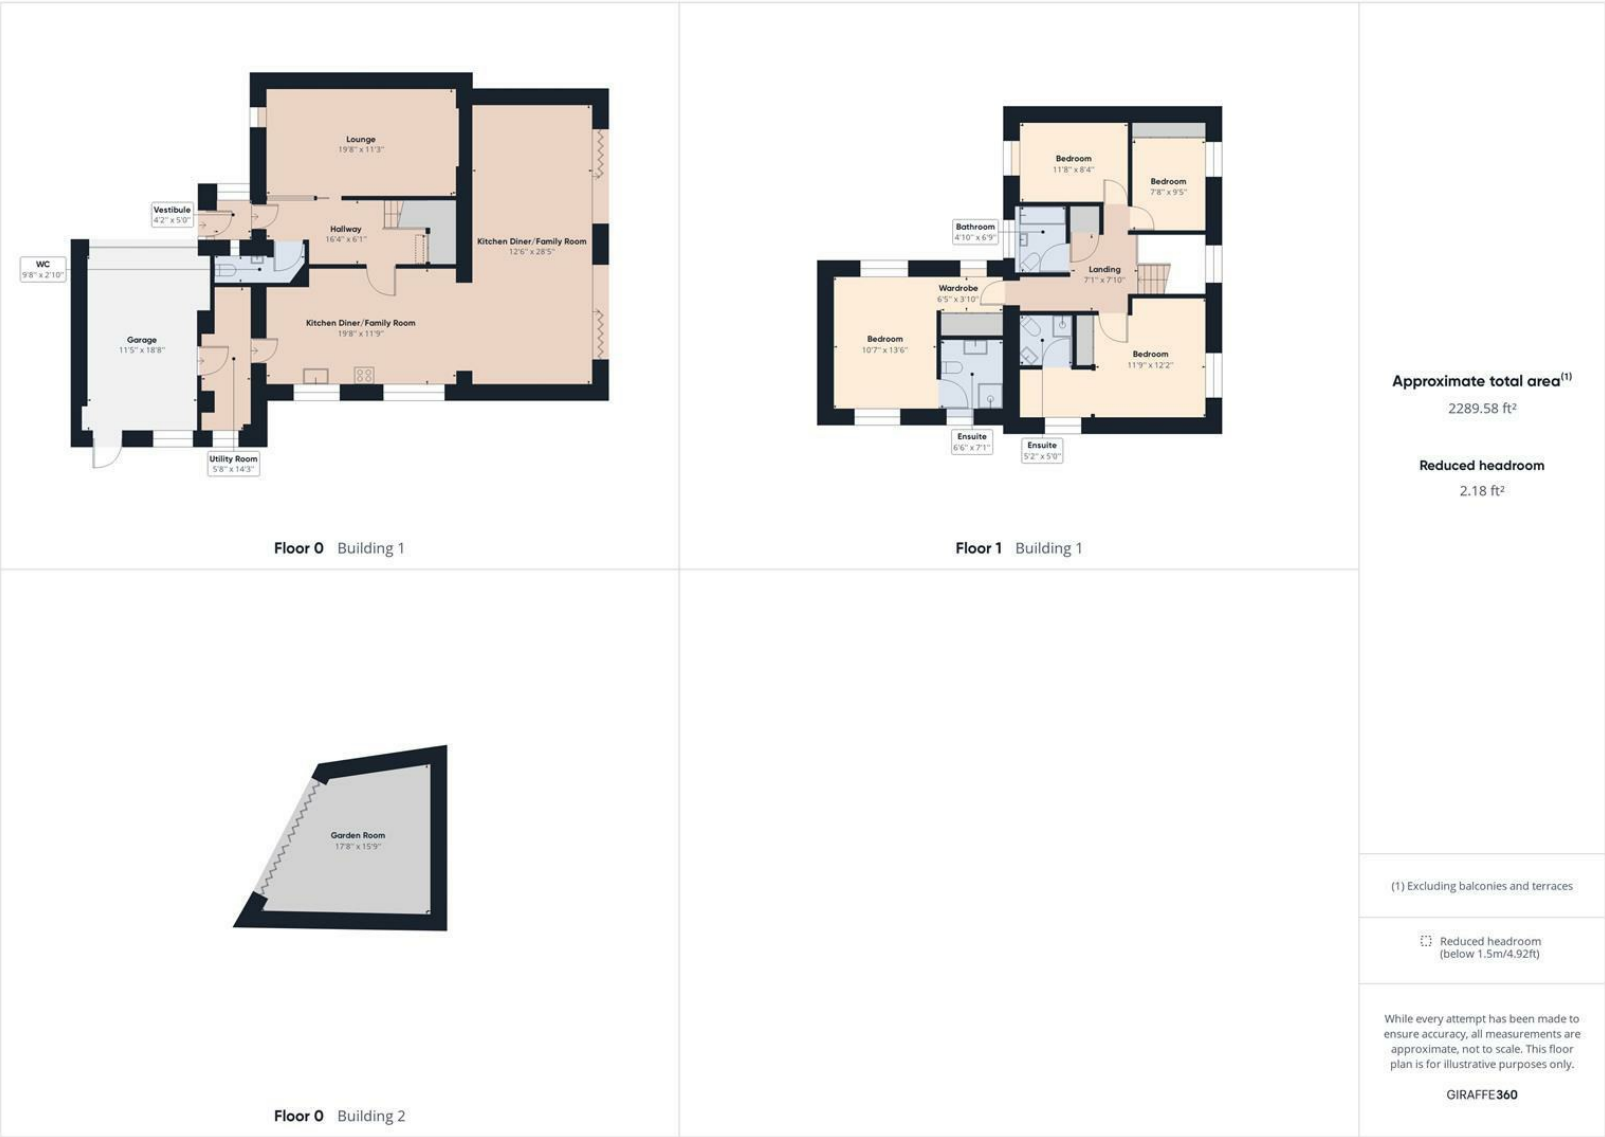 Lounge
19'8" x 11'3"
Vestibule
4'2" x 5'0"
Hallway
16'4" x 6'1"
Kitchen Diner/Family Room
12'6" x 28'5"
WC
9'8" x 2'10"
Kitchen Diner/Family Room
19'8" x 11'9"
Garage
11'5" x 18'8"
Utility Room
5'8" x 14'3"
Floor 0 Building 1
Bedroom
11'8" x 8'4"
Bedroom
7'8" x 9'5"
Bathroom
4'10" x 6'9"
Landing
7'1" x 7'10"
Wardrobe
6'5" x 3'10"
Bedroom
10'7" x 13'6"
Bedroom
11'9" x 12'2"
Ensuite
6'6" x 7'1"
Ensuite
5'2" x 5'0"
Floor 1 Building 1
Garden Room
17'8" x 15'9"
Floor 0 Building 2
Approximate total area(1)
2289.58 ft²
Reduced headroom
2.18 ft²
(1) Excluding balconies and terraces
Reduced headroom
(below 1.5m/4.92ft)
While every attempt has been made to
ensure accuracy, all measurements are
approximate, not to scale. This floor
plan is for illustrative purposes only.
GIRAFFE360